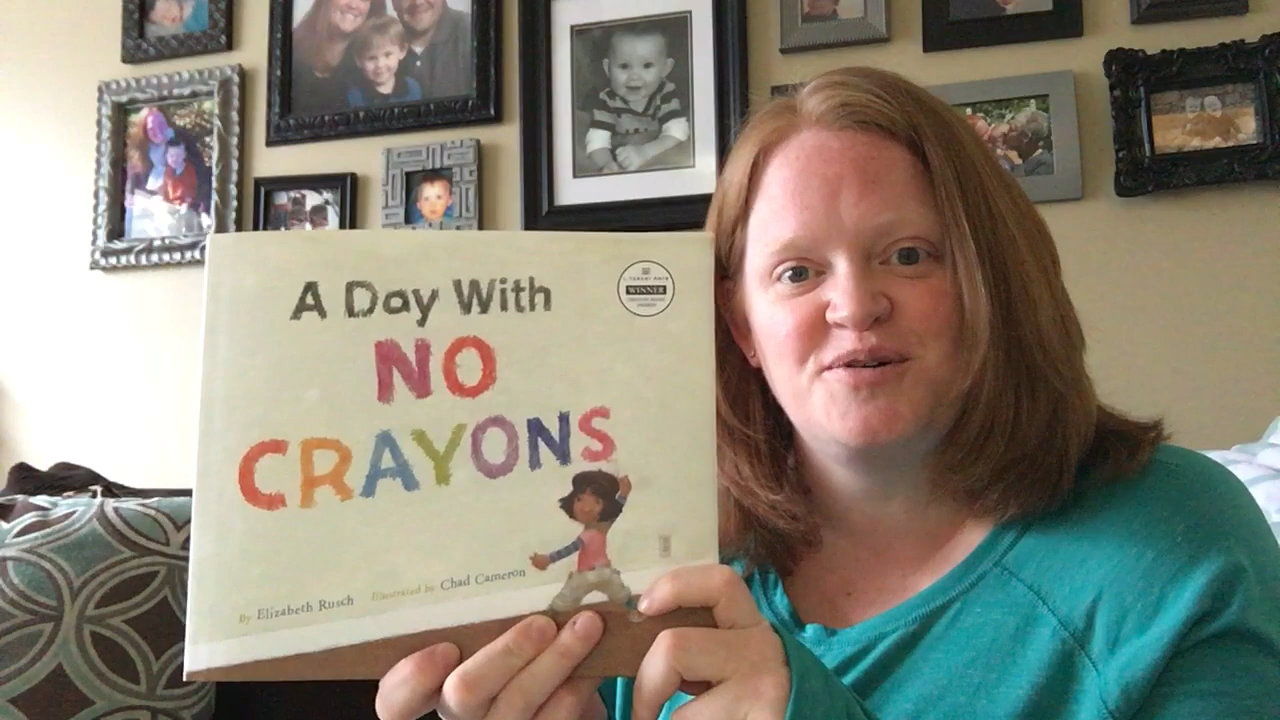 A Day With
NO
CRAYONS
WINNER
By Elizabeth Rusch
Illustrated by Chad Cameron